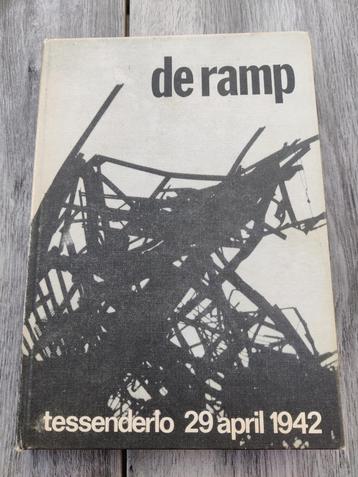 de ramp
tessenderlo 29 april 1942